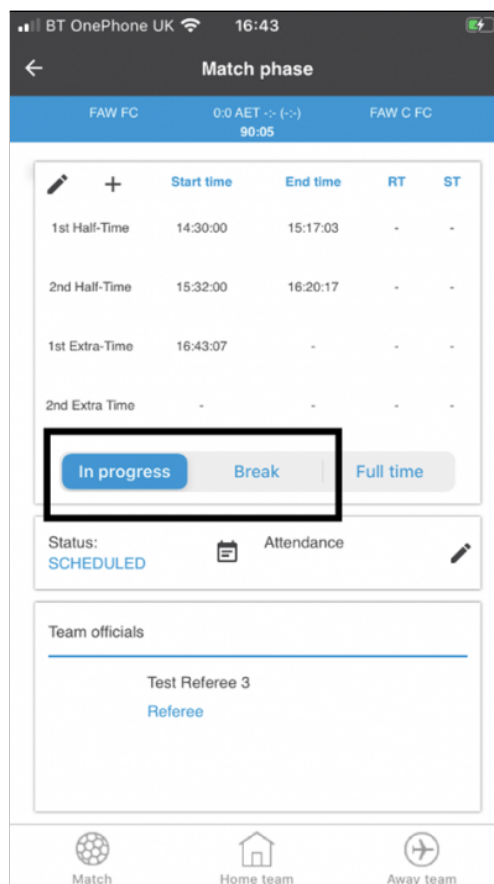 BT OnePhone UK 16:43
Match phase
FAW FC 0:0 AET -:- (-:-) FAW C FC
90:05
Start time End time RT ST
1st Half-Time 14:30:00 15:17:03 - -
2nd Half-Time 15:32:00 16:20:17 - -
1st Extra-Time 16:43:07 - - -
2nd Extra Time - - - -
In progress Break Full time
Status: Attendance
SCHEDULED
Team officials
Test Referee 3
Referee
Match Home team Away team